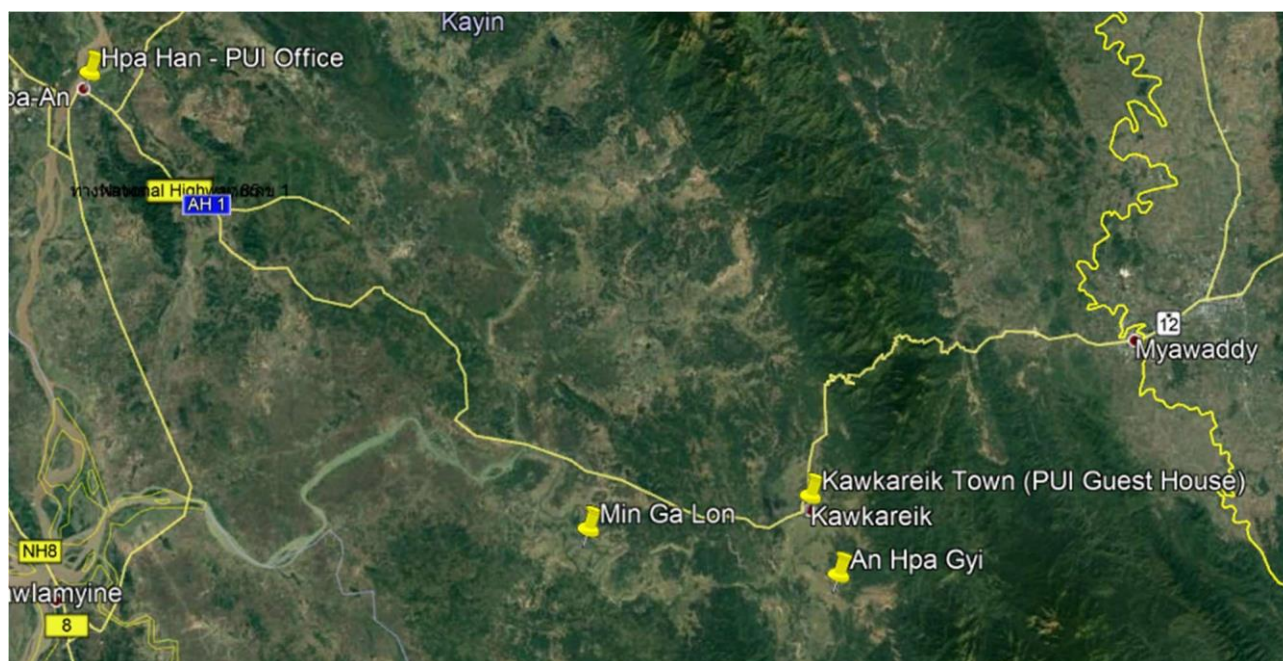 Kayin
Hpa Han - PUI Office
pa-An
AH 1
12
Myawaddy
Kawkareik Town (PUI Guest House)
Kawkareik
Min Ga Lon
An Hpa Gyi
NH8
awlamyine
8